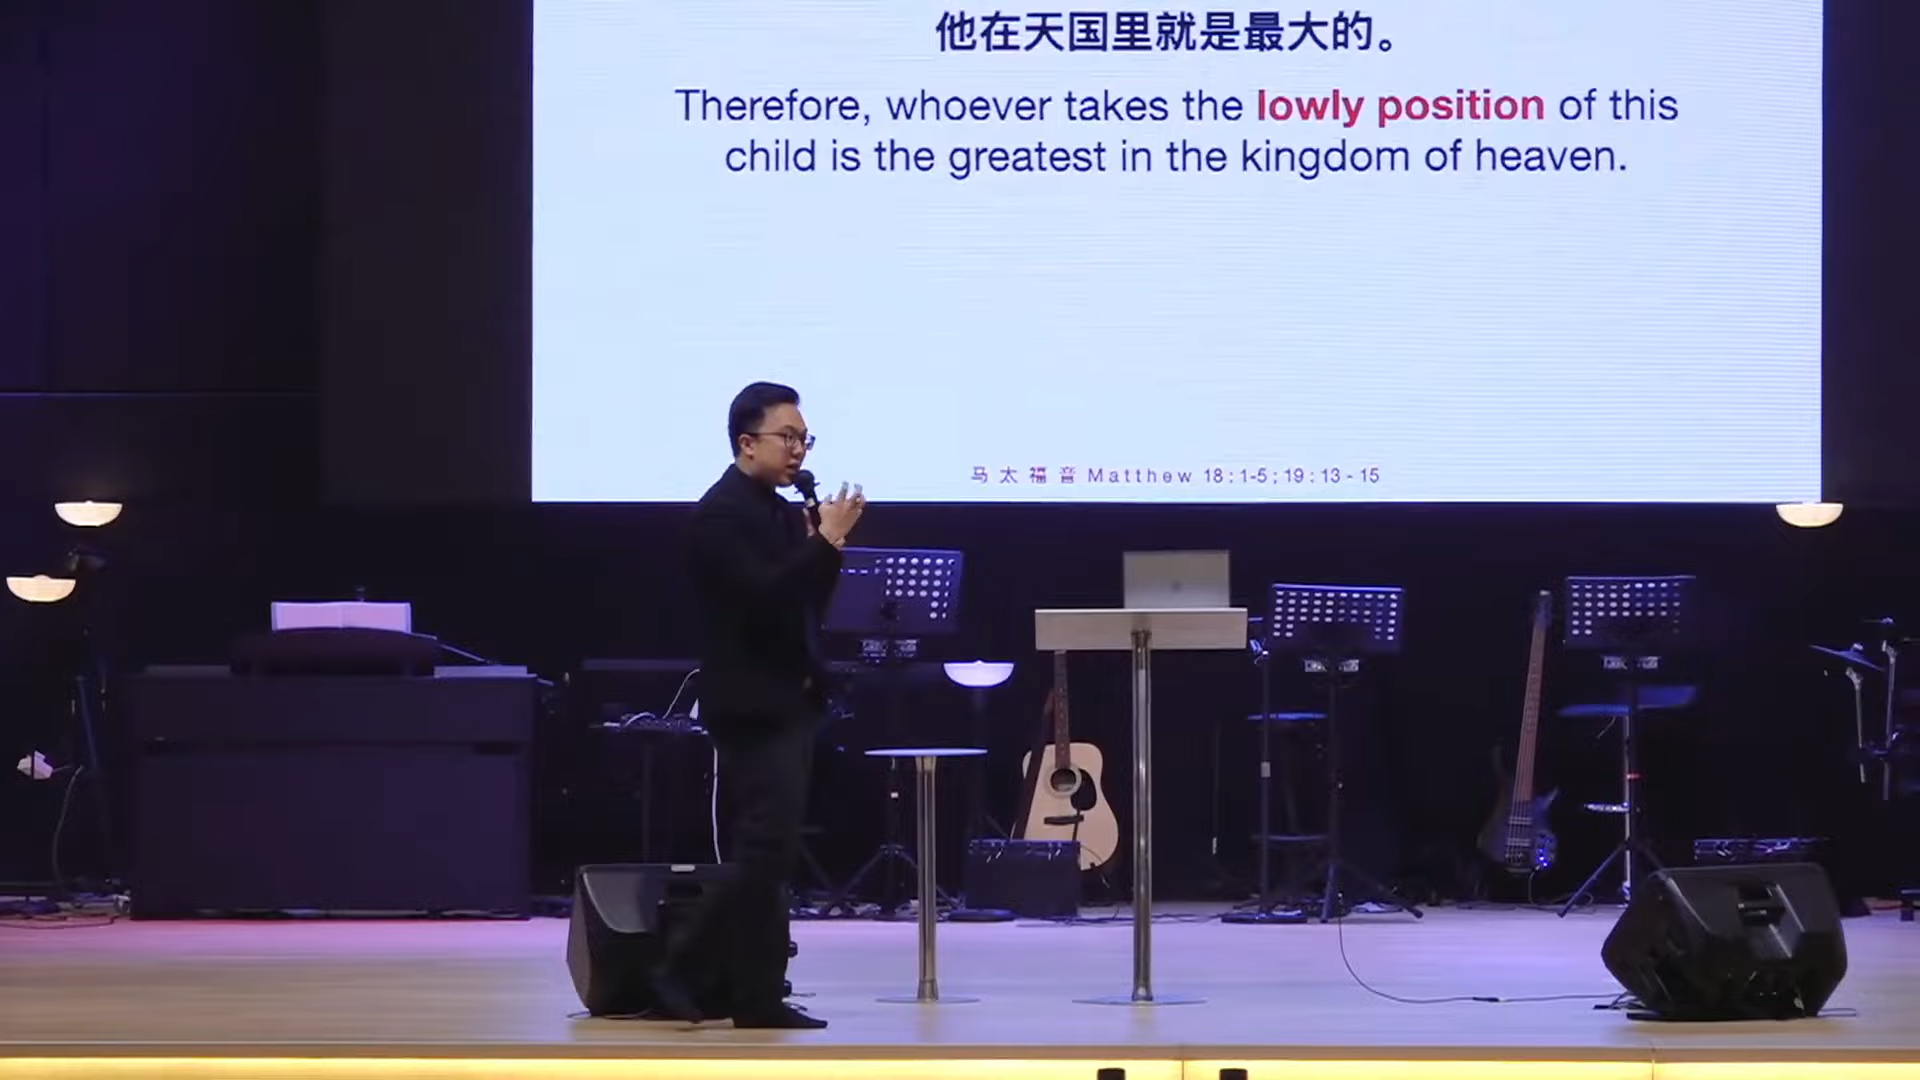 他在天国里就是最大的。
Therefore, whoever takes the lowly position of this
child is the greatest in the kingdom of heaven.
马太福音 Matthew 18:1-5;19:13-15